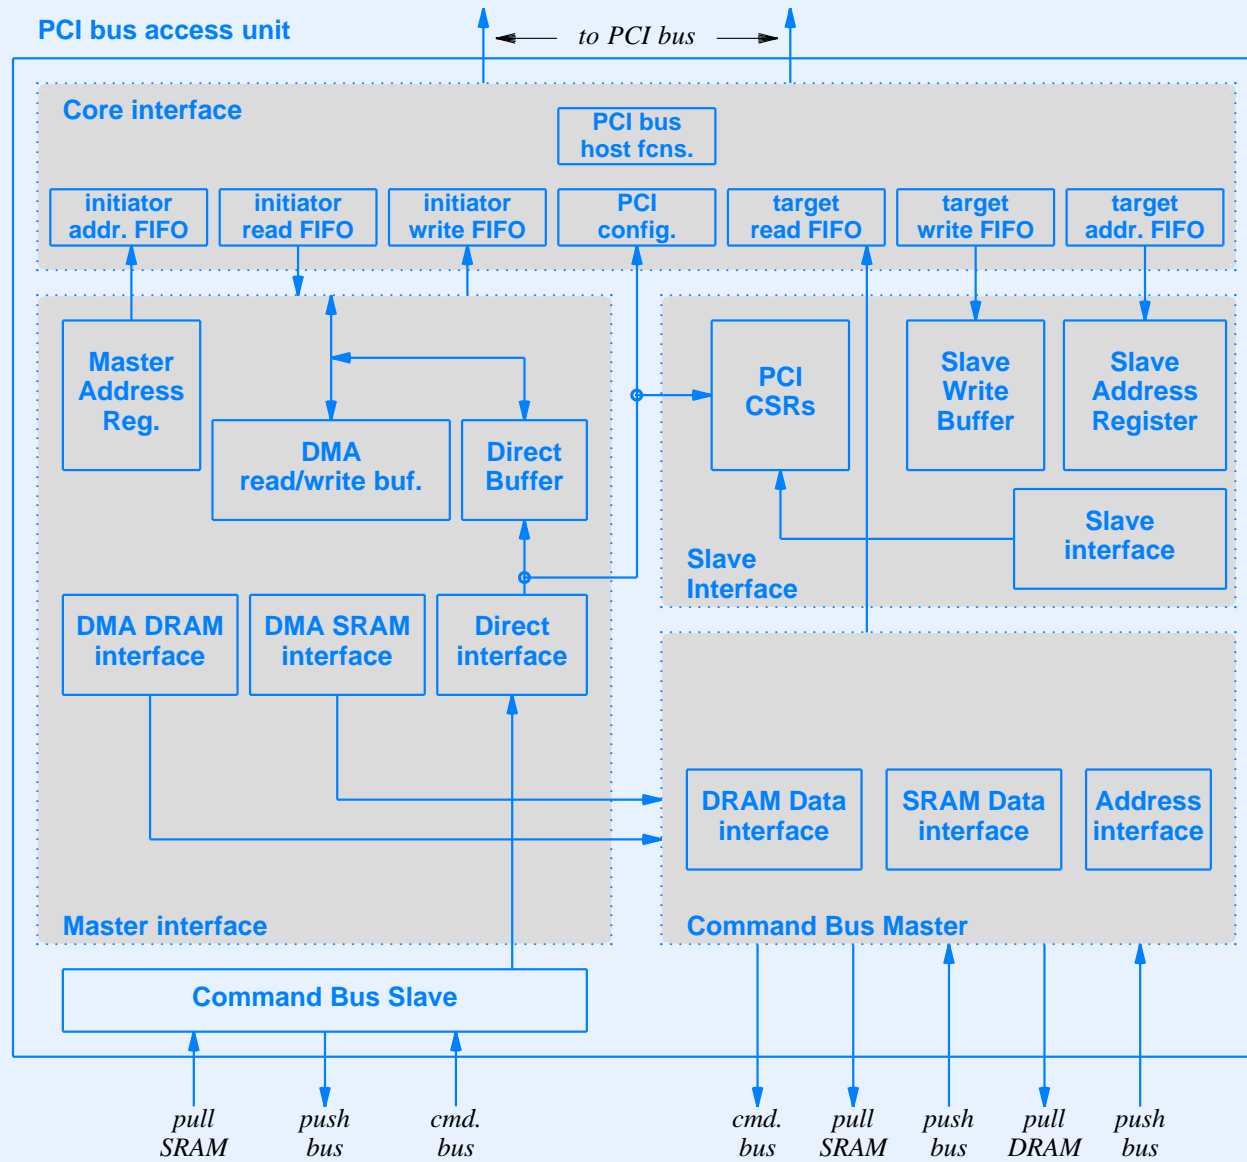 PCI bus access unit
to PCI bus
Core interface
PCI bus
host fcns.
initiator
addr. FIFO
initiator
read FIFO
initiator
write FIFO
PCI
config.
target
read FIFO
target
write FIFO
target
addr. FIFO
Master
Address
Reg.
DMA
read/write buf.
Direct
Buffer
PCI
CSRs
Slave
Write
Buffer
Slave
Address
Register
Slave
interface
Slave
Interface
DMA DRAM
interface
DMA SRAM
interface
Direct
interface
DRAM Data
interface
SRAM Data
interface
Address
interface
Master interface
Command Bus Master
Command Bus Slave
pull
SRAM
push
bus
cmd.
bus
cmd.
bus
pull
SRAM
push
bus
pull
DRAM
push
bus